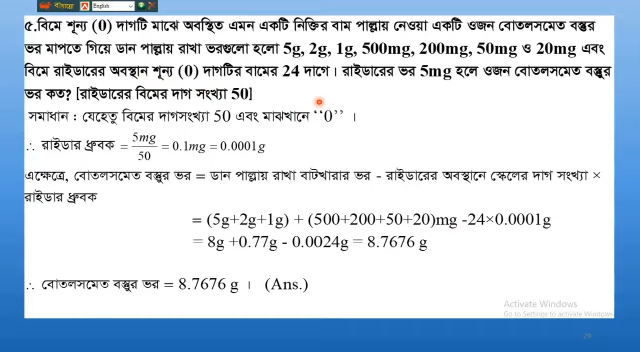 বাংলায়
English
৫.বিমে শূন্য (0) দাগটি মাঝে অবস্থিত এমন একটি নিক্তির বাম পাল্লায় নেওয়া একটি ওজন বোতলসমেত বস্তুর
ভর মাপতে গিয়ে ডান পাল্লায় রাখা ভরগুলো হলো 5g, 2g, 1g, 500mg, 200mg, 50mg ও 20mg এবং
বিমে রাইডারের অবস্থান শূন্য (0) দাগটির বামের 24 দাগে। রাইডারের ভর 5mg হলে ওজন বোতলসমেত বস্তুর
ভর কত? [রাইডারের বিমের দাগ সংখ্যা 50]
সমাধান : যেহেতু বিমের দাগসংখ্যা 50 এবং মাঝখানে ‘‘0’’ ।
∴ রাইডার ধ্রুবক = 5mg/50 = 0.1mg = 0.0001g
এক্ষেত্রে, বোতলসমেত বস্তুর ভর = ডান পাল্লায় রাখা বাটখারার ভর - রাইডারের অবস্থানে স্কেলের দাগ সংখ্যা ×
রাইডার ধ্রুবক
= (5g+2g+1g) + (500+200+50+20)mg -24×0.0001g
= 8g +0.77g - 0.0024g = 8.7676 g
∴ বোতলসমেত বস্তুর ভর = 8.7676 g । (Ans.)
Activate Windows
Go to Settings to activate Windows
29